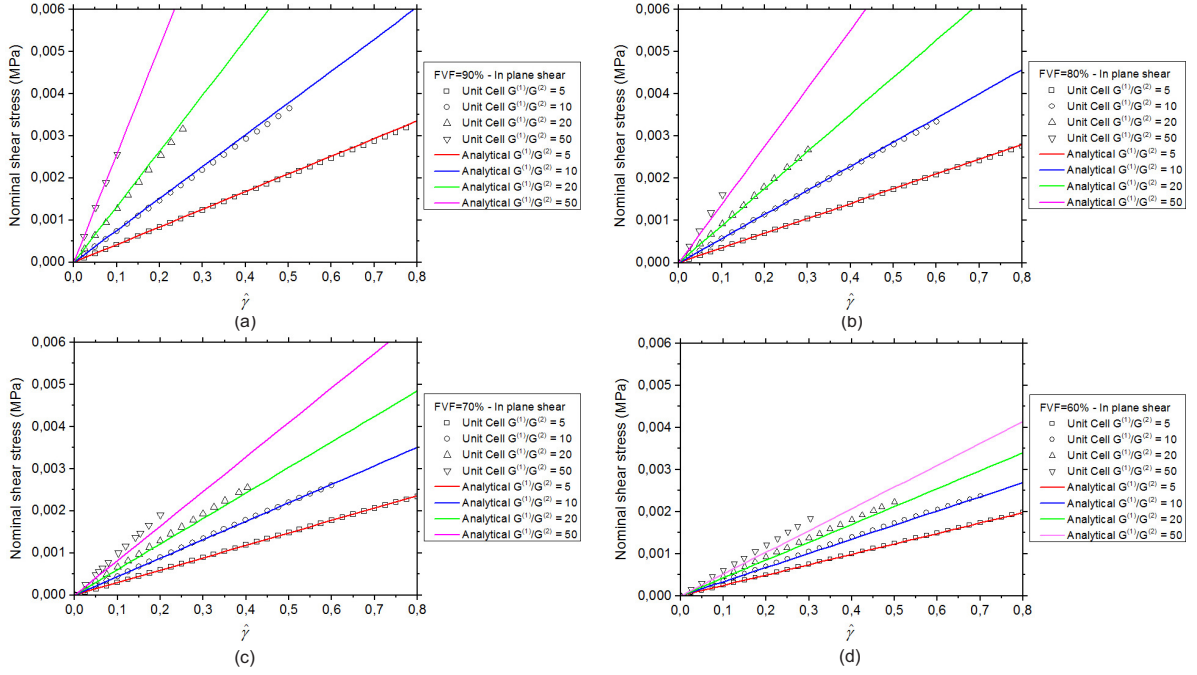 Nominal shear stress (MPa)
0,006
0,005
0,004
0,003
0,002
0,001
0,000
0,0 0,1 0,2 0,3 0,4 0,5 0,6 0,7 0,8
γ̂
(a)
FVF=90% - In plane shear
Unit Cell G⁽¹⁾/G⁽²⁾ = 5
Unit Cell G⁽¹⁾/G⁽²⁾ = 10
Unit Cell G⁽¹⁾/G⁽²⁾ = 20
Unit Cell G⁽¹⁾/G⁽²⁾ = 50
Analytical G⁽¹⁾/G⁽²⁾ = 5
Analytical G⁽¹⁾/G⁽²⁾ = 10
Analytical G⁽¹⁾/G⁽²⁾ = 20
Analytical G⁽¹⁾/G⁽²⁾ = 50
Nominal shear stress (MPa)
0,006
0,005
0,004
0,003
0,002
0,001
0,000
0,0 0,1 0,2 0,3 0,4 0,5 0,6 0,7 0,8
γ̂
(b)
FVF=80% - In plane shear
Unit Cell G⁽¹⁾/G⁽²⁾ = 5
Unit Cell G⁽¹⁾/G⁽²⁾ = 10
Unit Cell G⁽¹⁾/G⁽²⁾ = 20
Unit Cell G⁽¹⁾/G⁽²⁾ = 50
Analytical G⁽¹⁾/G⁽²⁾ = 5
Analytical G⁽¹⁾/G⁽²⁾ = 10
Analytical G⁽¹⁾/G⁽²⁾ = 20
Analytical G⁽¹⁾/G⁽²⁾ = 50
Nominal shear stress (MPa)
0,006
0,005
0,004
0,003
0,002
0,001
0,000
0,0 0,1 0,2 0,3 0,4 0,5 0,6 0,7 0,8
γ̂
(c)
FVF=70% - In plane shear
Unit Cell G⁽¹⁾/G⁽²⁾ = 5
Unit Cell G⁽¹⁾/G⁽²⁾ = 10
Unit Cell G⁽¹⁾/G⁽²⁾ = 20
Unit Cell G⁽¹⁾/G⁽²⁾ = 50
Analytical G⁽¹⁾/G⁽²⁾ = 5
Analytical G⁽¹⁾/G⁽²⁾ = 10
Analytical G⁽¹⁾/G⁽²⁾ = 20
Analytical G⁽¹⁾/G⁽²⁾ = 50
Nominal shear stress (MPa)
0,006
0,005
0,004
0,003
0,002
0,001
0,000
0,0 0,1 0,2 0,3 0,4 0,5 0,6 0,7 0,8
γ̂
(d)
FVF=60% - In plane shear
Unit Cell G⁽¹⁾/G⁽²⁾ = 5
Unit Cell G⁽¹⁾/G⁽²⁾ = 10
Unit Cell G⁽¹⁾/G⁽²⁾ = 20
Unit Cell G⁽¹⁾/G⁽²⁾ = 50
Analytical G⁽¹⁾/G⁽²⁾ = 5
Analytical G⁽¹⁾/G⁽²⁾ = 10
Analytical G⁽¹⁾/G⁽²⁾ = 20
Analytical G⁽¹⁾/G⁽²⁾ = 50